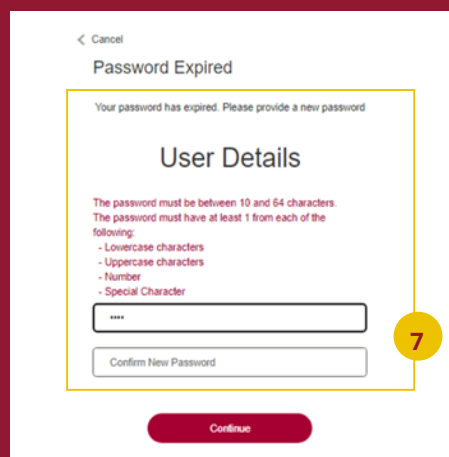 Cancel
Password Expired
Your password has expired. Please provide a new password
User Details
The password must be between 10 and 64 characters.
The password must have at least 1 from each of the
following:
- Lowercase characters
- Uppercase characters
- Number
- Special Character
••••
7
Confirm New Password
Continue